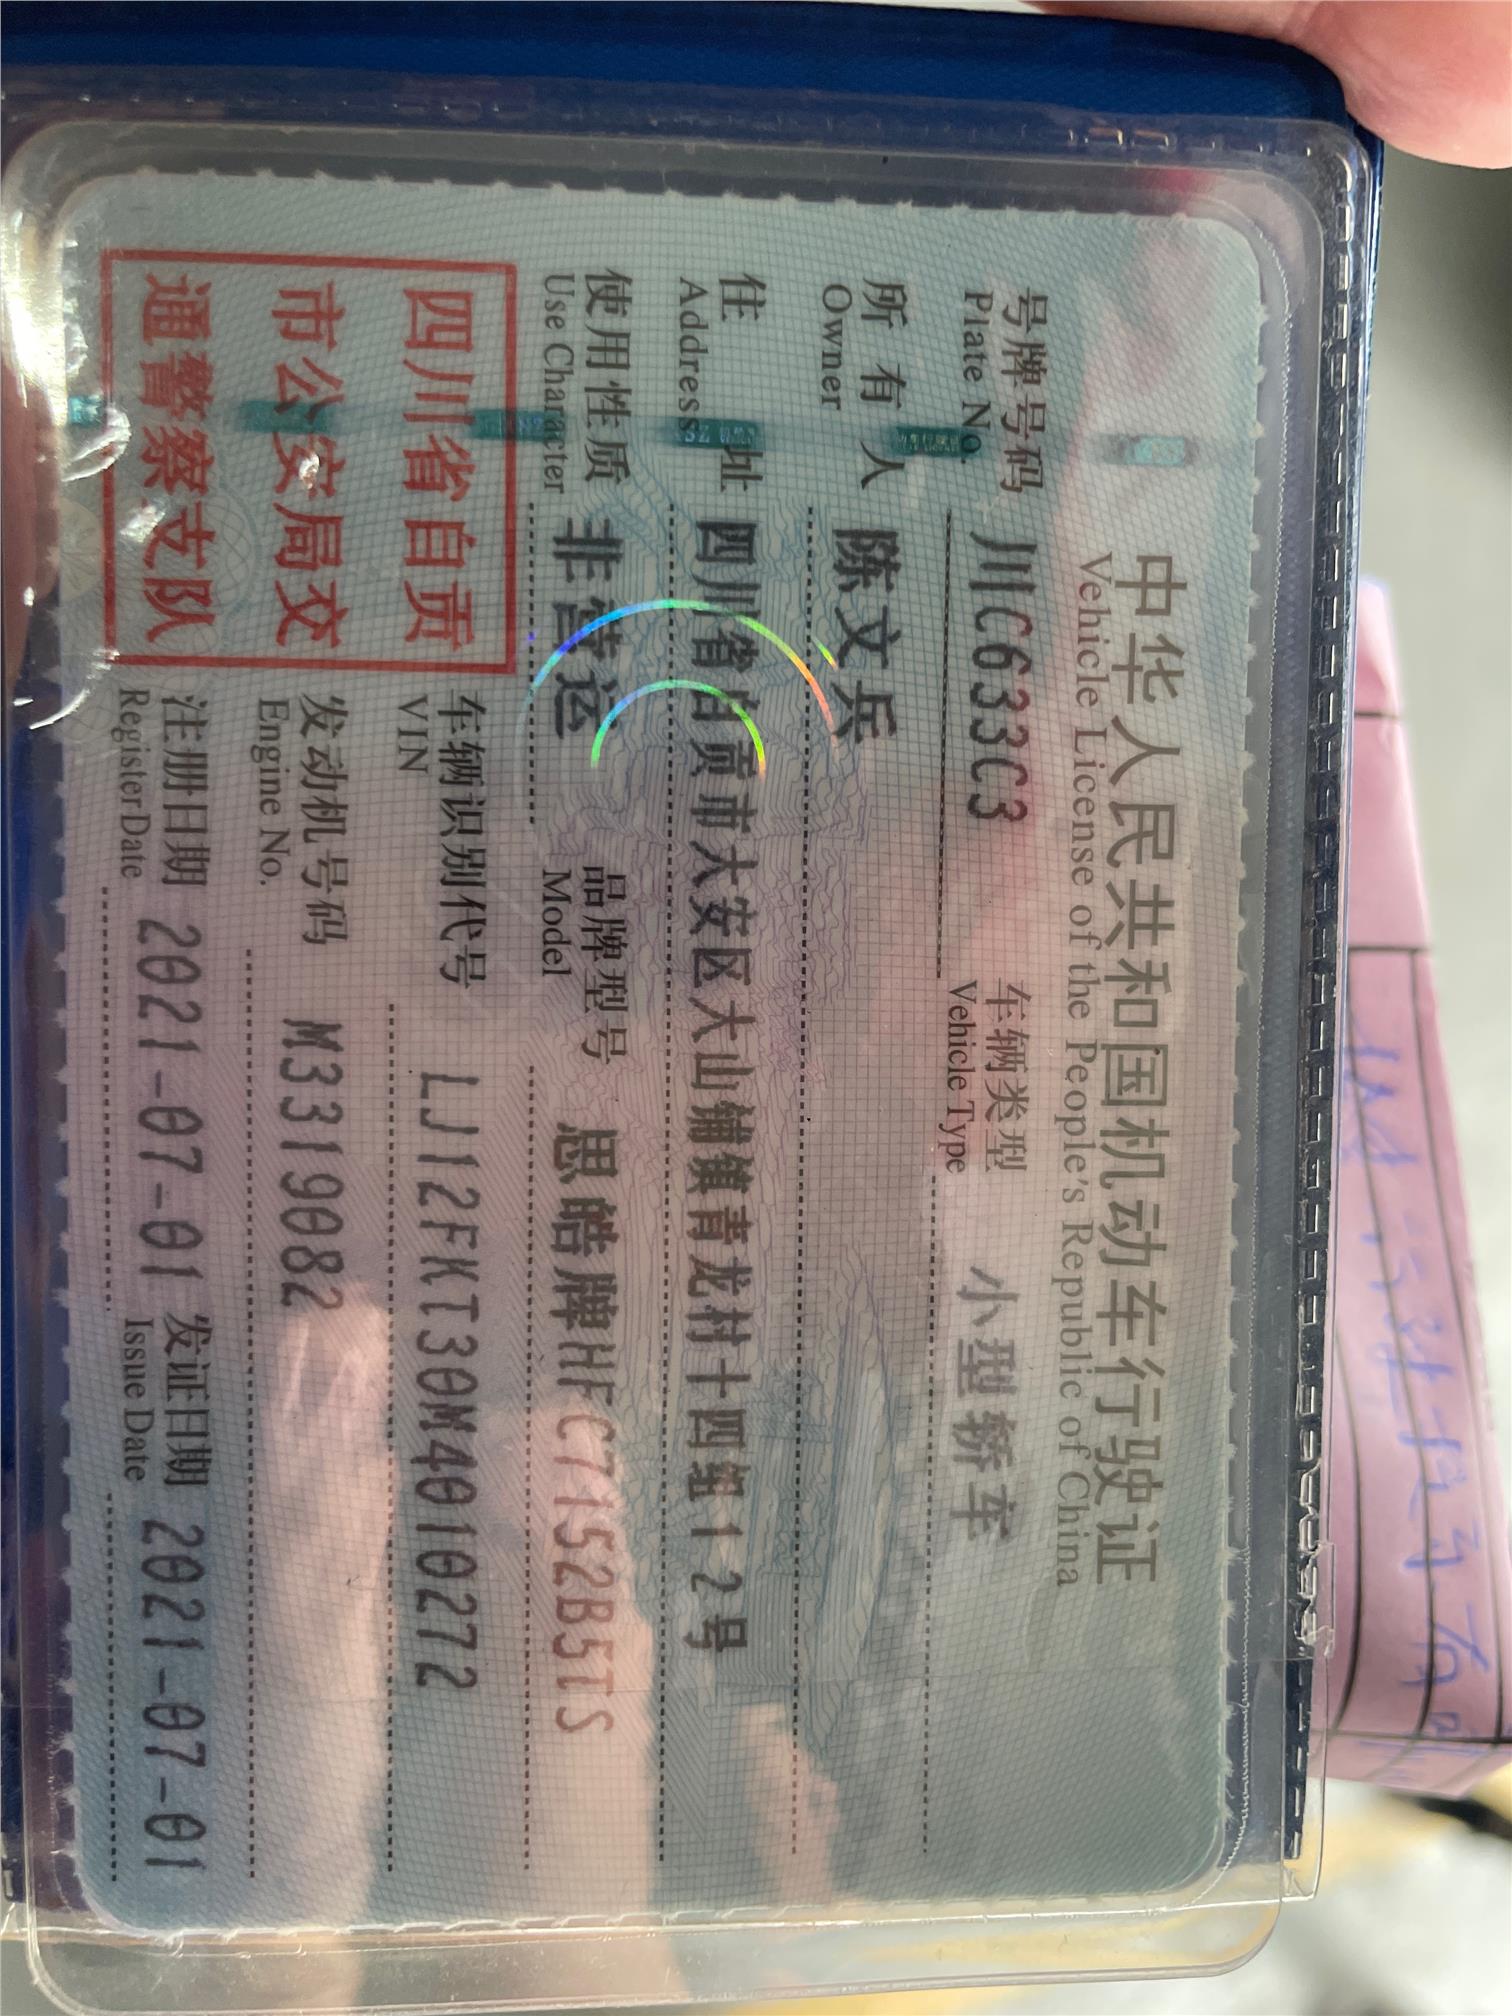 中华人民共和国机动车行驶证
Vehicle License of the People's Republic of China
号牌号码 川C633C3 车辆类型 小型轿车
Plate No. Vehicle Type
所有人 陈文兵
Owner
住址 四川省自贡市大安区大山铺镇青龙村十四组12号
Address
使用性质 非营运 品牌型号 思皓牌HFC7152B5TS
Use Character Model
四川省自贡
市公安局交
通警察支队
车辆识别代号 LJ12FKT30M4010272
VIN
发动机号码 M3319082
Engine No.
注册日期 2021-07-01 发证日期 2021-07-01
Register Date Issue Date